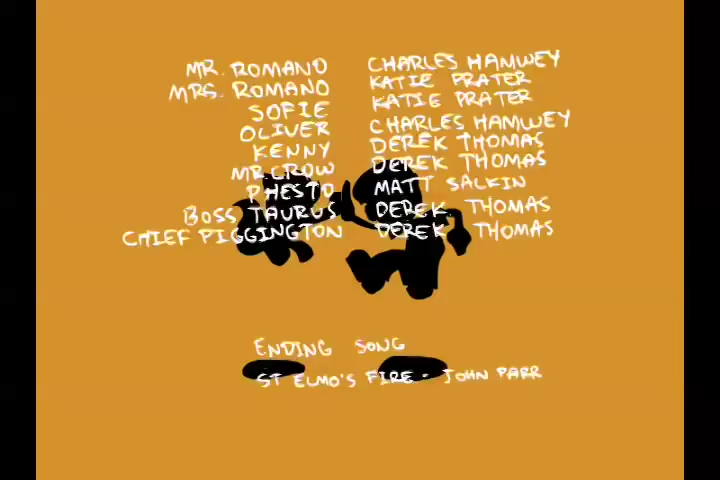 MR. ROMANO CHARLES HAMWEY
MRS. ROMANO KATIE PRATER
SOFIE KATIE PRATER
OLIVER CHARLES HAMWEY
KENNY DEREK THOMAS
MR. CROW DEREK THOMAS
PHESTO MATT SALKIN
BOSS TAURUS DEREK THOMAS
CHIEF PIGGINGTON DEREK THOMAS
ENDING SONG
ST ELMO'S FIRE - JOHN PARR